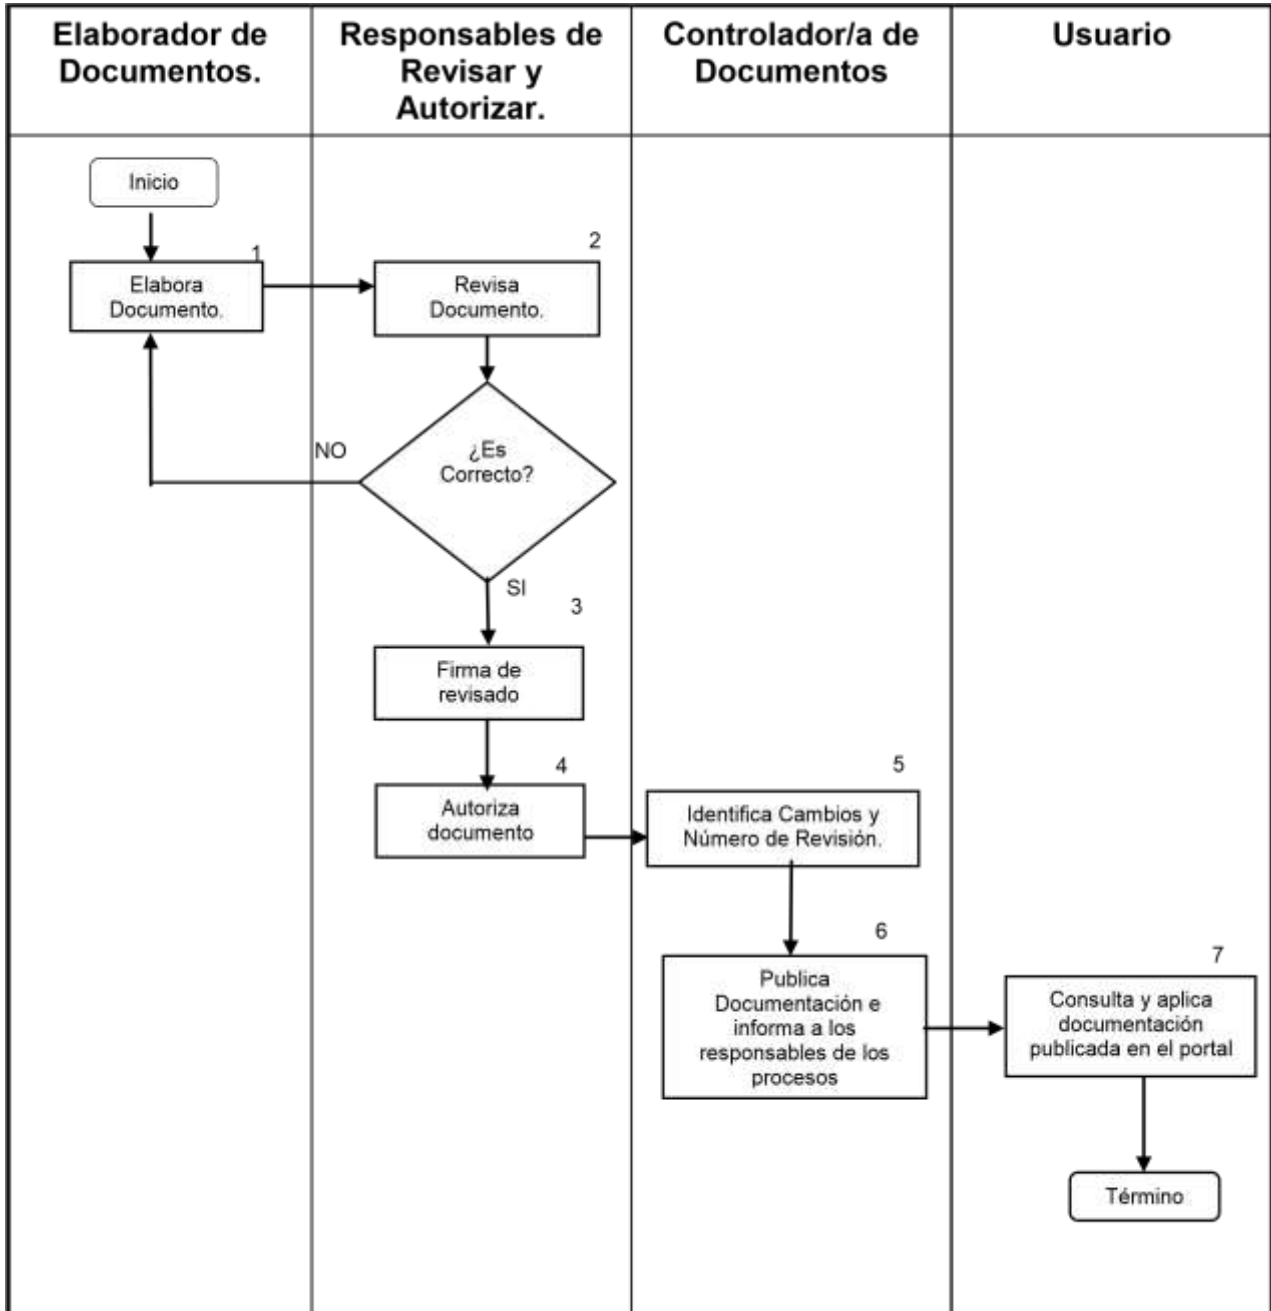 Elaborador de
Documentos.
Responsables de
Revisar y
Autorizar.
Controlador/a de
Documentos
Usuario
Inicio
1
Elabora
Documento.
2
Revisa
Documento.
¿Es
Correcto?
NO
SI
3
Firma de
revisado
4
Autoriza
documento
5
Identifica Cambios y
Número de Revisión.
6
Publica
Documentación e
informa a los
responsables de los
procesos
7
Consulta y aplica
documentación
publicada en el portal
Término